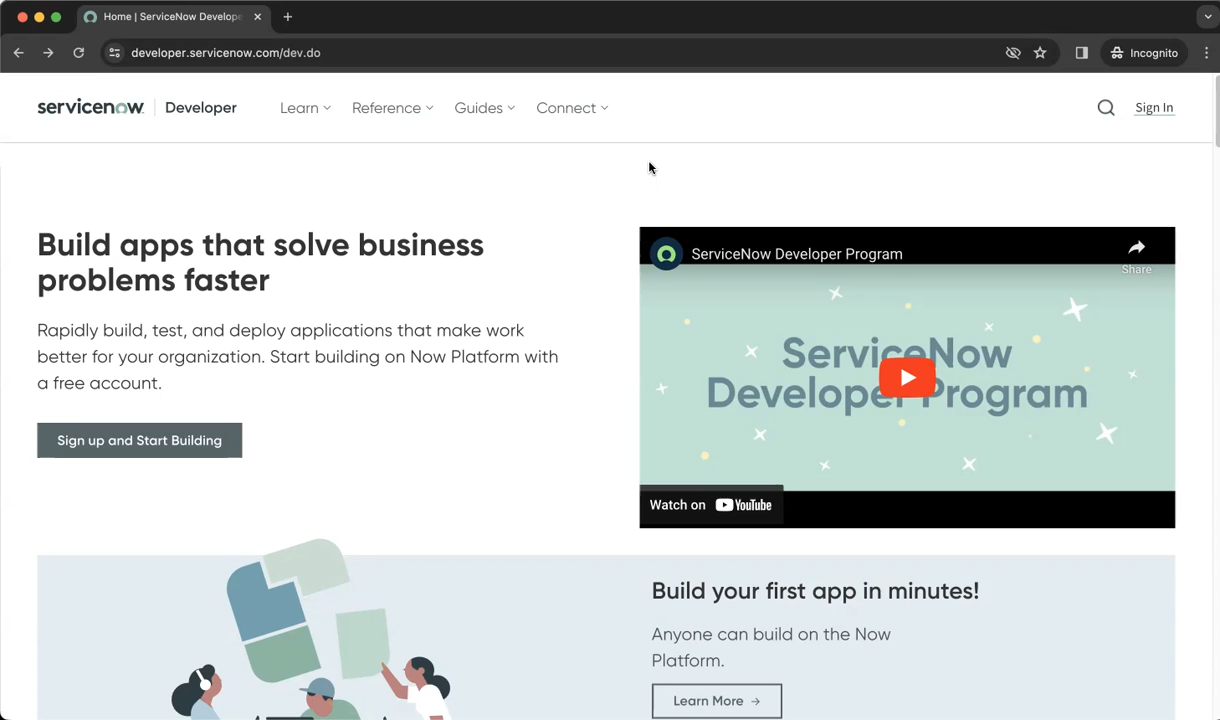 Home | ServiceNow Develope
developer.servicenow.com/dev.do
Incognito
servicenow
Developer
Learn
Reference
Guides
Connect
Sign In
Build apps that solve business
problems faster
Rapidly build, test, and deploy applications that make work
better for your organization. Start building on Now Platform with
a free account.
Sign up and Start Building
ServiceNow Developer Program
Share
ServiceNow
Developer Program
Watch on YouTube
Build your first app in minutes!
Anyone can build on the Now
Platform.
Learn More →